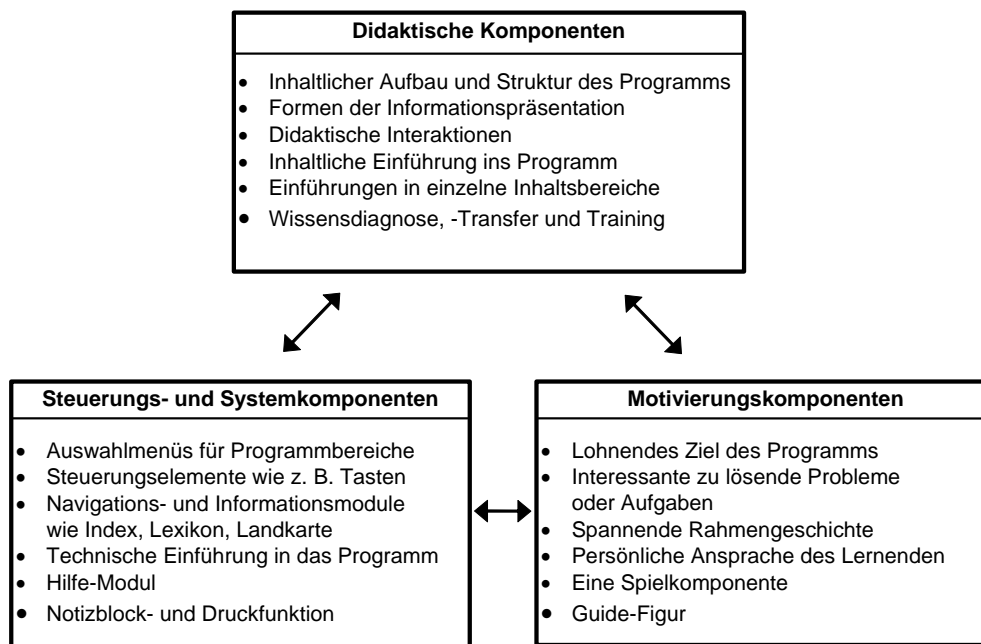 Didaktische Komponenten
• Inhaltlicher Aufbau und Struktur des Programms
• Formen der Informationspräsentation
• Didaktische Interaktionen
• Inhaltliche Einführung ins Programm
• Einführungen in einzelne Inhaltsbereiche
• Wissensdiagnose, -Transfer und Training
Steuerungs- und Systemkomponenten
• Auswahlmenüs für Programmbereiche
• Steuerungselemente wie z. B. Tasten
• Navigations- und Informationsmodule
wie Index, Lexikon, Landkarte
• Technische Einführung in das Programm
• Hilfe-Modul
• Notizblock- und Druckfunktion
Motivierungskomponenten
• Lohnendes Ziel des Programms
• Interessante zu lösende Probleme
oder Aufgaben
• Spannende Rahmengeschichte
• Persönliche Ansprache des Lernenden
• Eine Spielkomponente
• Guide-Figur